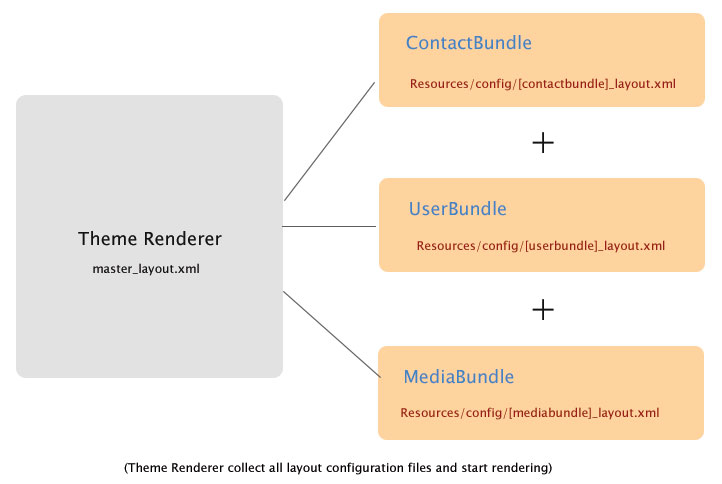 ContactBundle
Resources/config/[contactbundle]_layout.xml
+
UserBundle
Resources/config/[userbundle]_layout.xml
+
MediaBundle
Resources/config/[mediabundle]_layout.xml
Theme Renderer
master_layout.xml
(Theme Renderer collect all layout configuration files and start rendering)